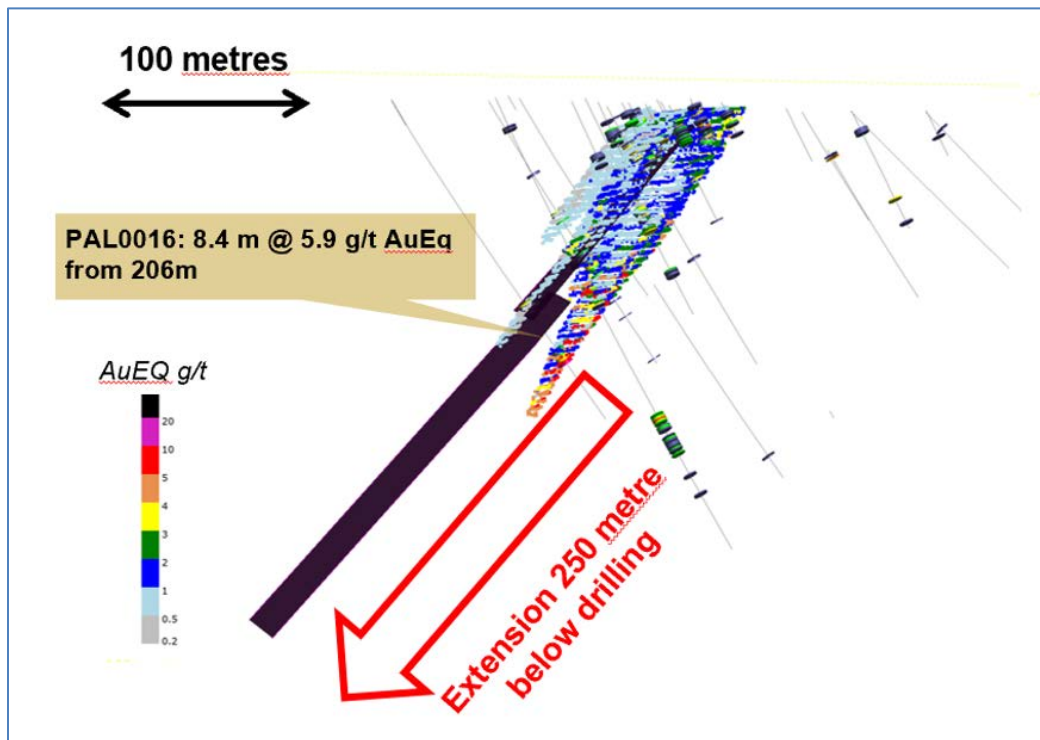 100 metres
PAL0016: 8.4 m @ 5.9 g/t AuEq
from 206m
AuEQ g/t
20
10
5
4
3
2
1
0.5
0.2
Extension 250 metre
below drilling